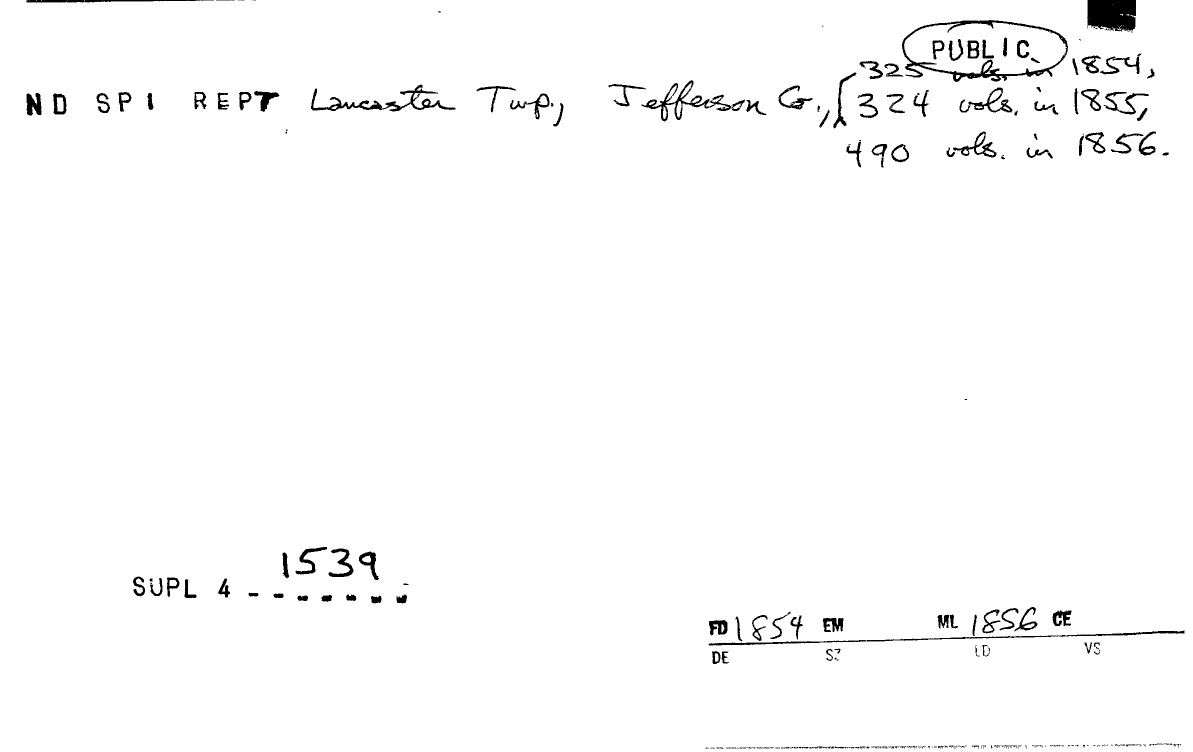 PUBLIC
325 vols. in 1854,
ND SPI REPT Lancaster Twp., Jefferson Co., 324 vols. in 1855,
490 vols. in 1856.
1539
SUPL 4 - - - - - - -
FD 1854 EM ML 1856 CE
DE SZ LD VS